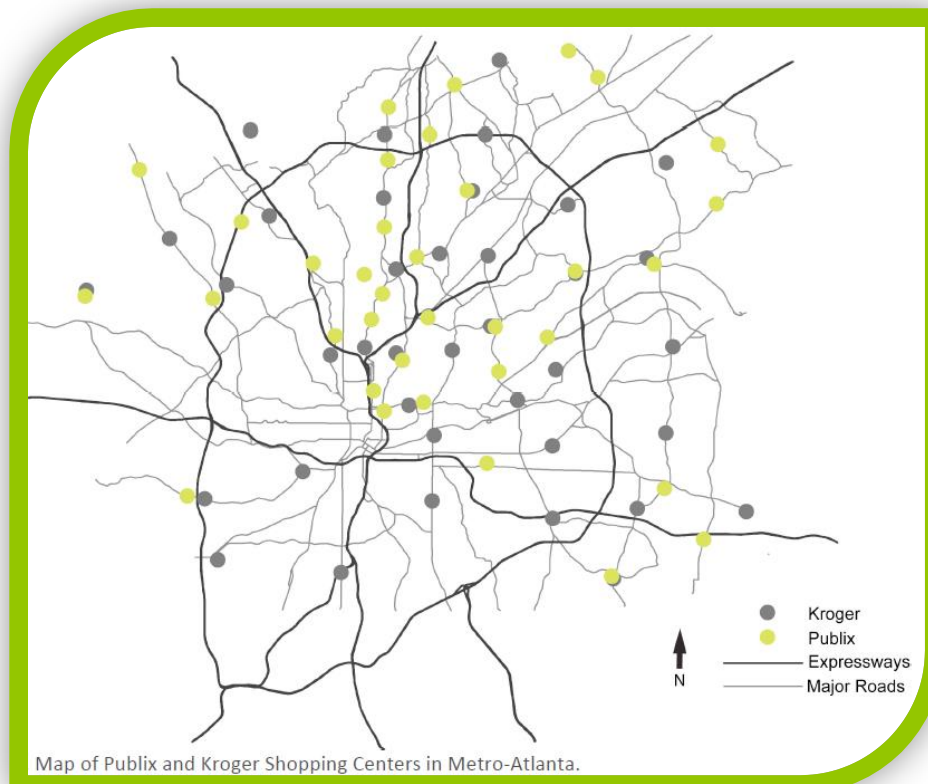 Kroger
Publix
Expressways
Major Roads
N
Map of Publix and Kroger Shopping Centers in Metro-Atlanta.